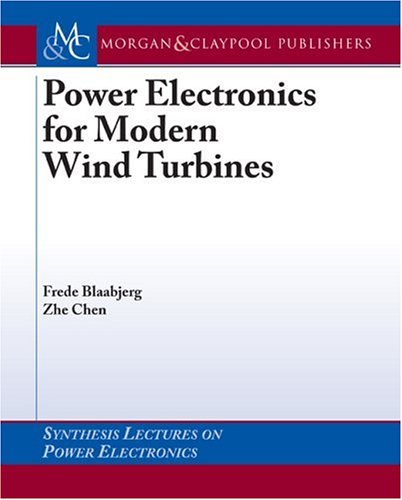 M
&C
MORGAN&CLAYPOOL PUBLISHERS
Power Electronics
for Modern
Wind Turbines
Frede Blaabjerg
Zhe Chen
SYNTHESIS LECTURES ON
POWER ELECTRONICS